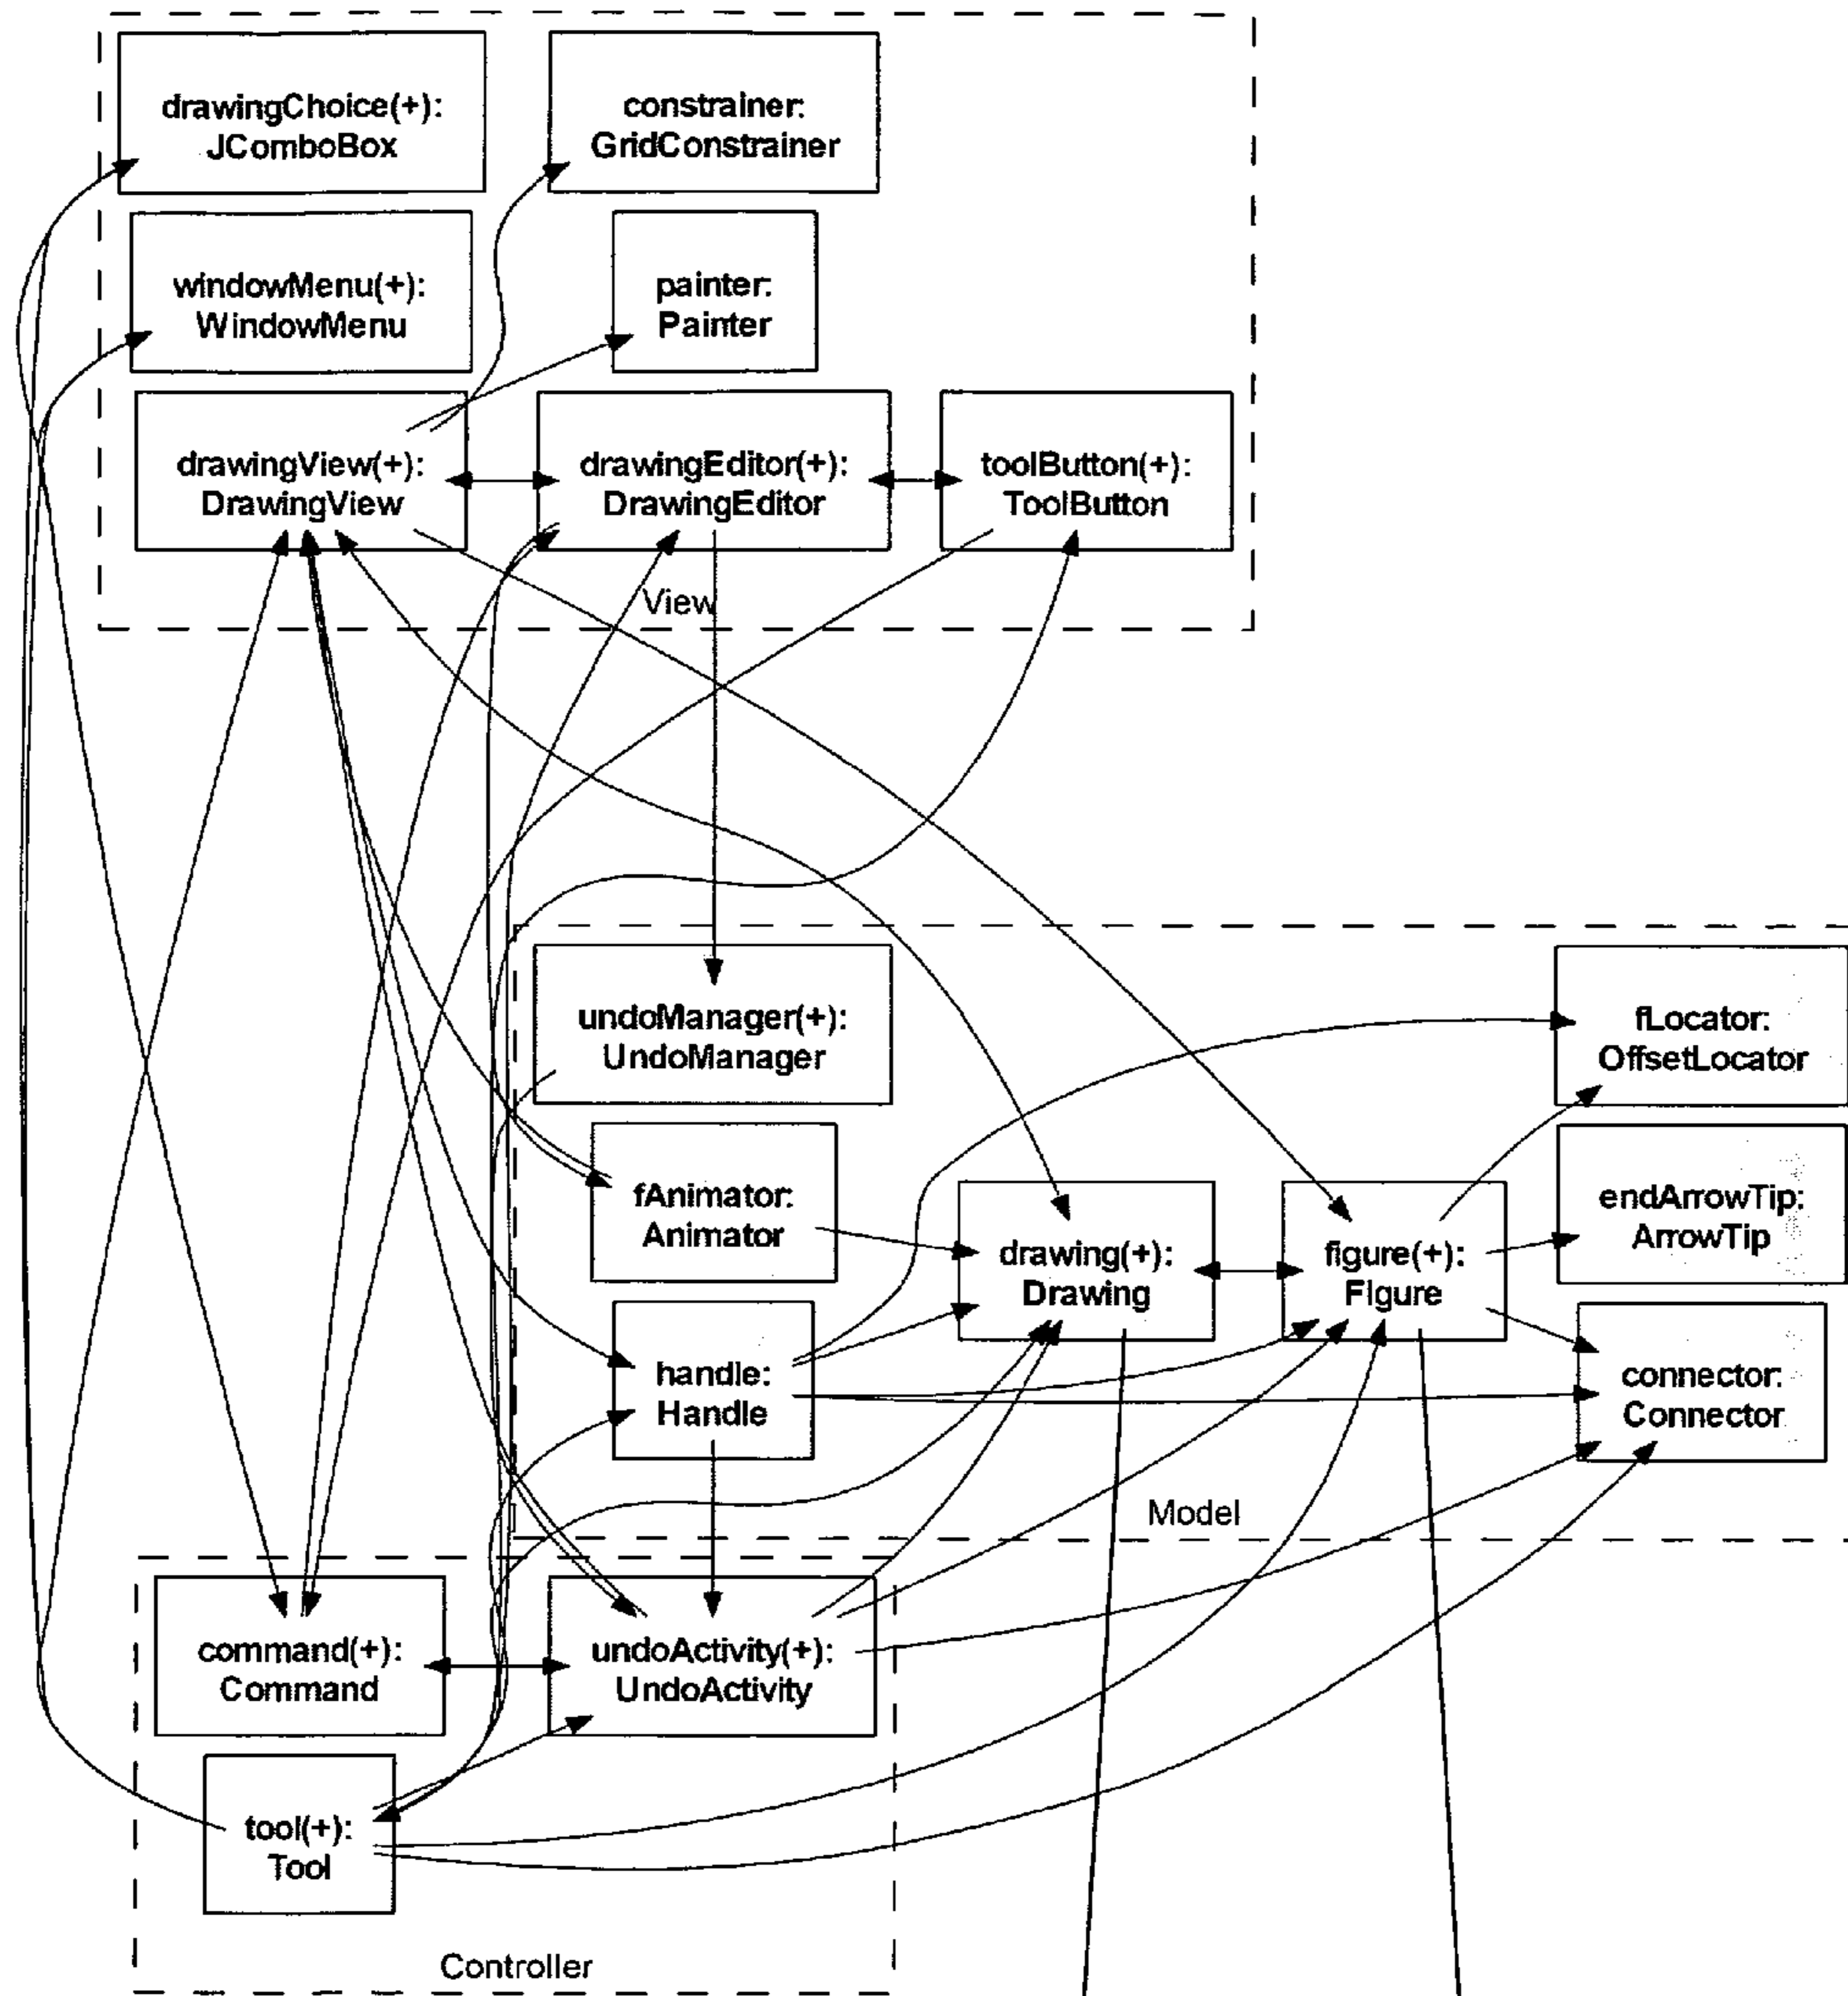 drawingChoice(+):
JComboBox
constrainer:
GridConstrainer
windowMenu(+):
WindowMenu
painter:
Painter
drawingView(+):
DrawingView
drawingEditor(+):
DrawingEditor
toolButton(+):
ToolButton
View
undoManager(+):
UndoManager
fLocator:
OffsetLocator
fAnimator:
Animator
drawing(+):
Drawing
figure(+):
Figure
endArrowTip:
ArrowTip
handle:
Handle
connector:
Connector
Model
command(+):
Command
undoActivity(+):
UndoActivity
tool(+):
Tool
Controller